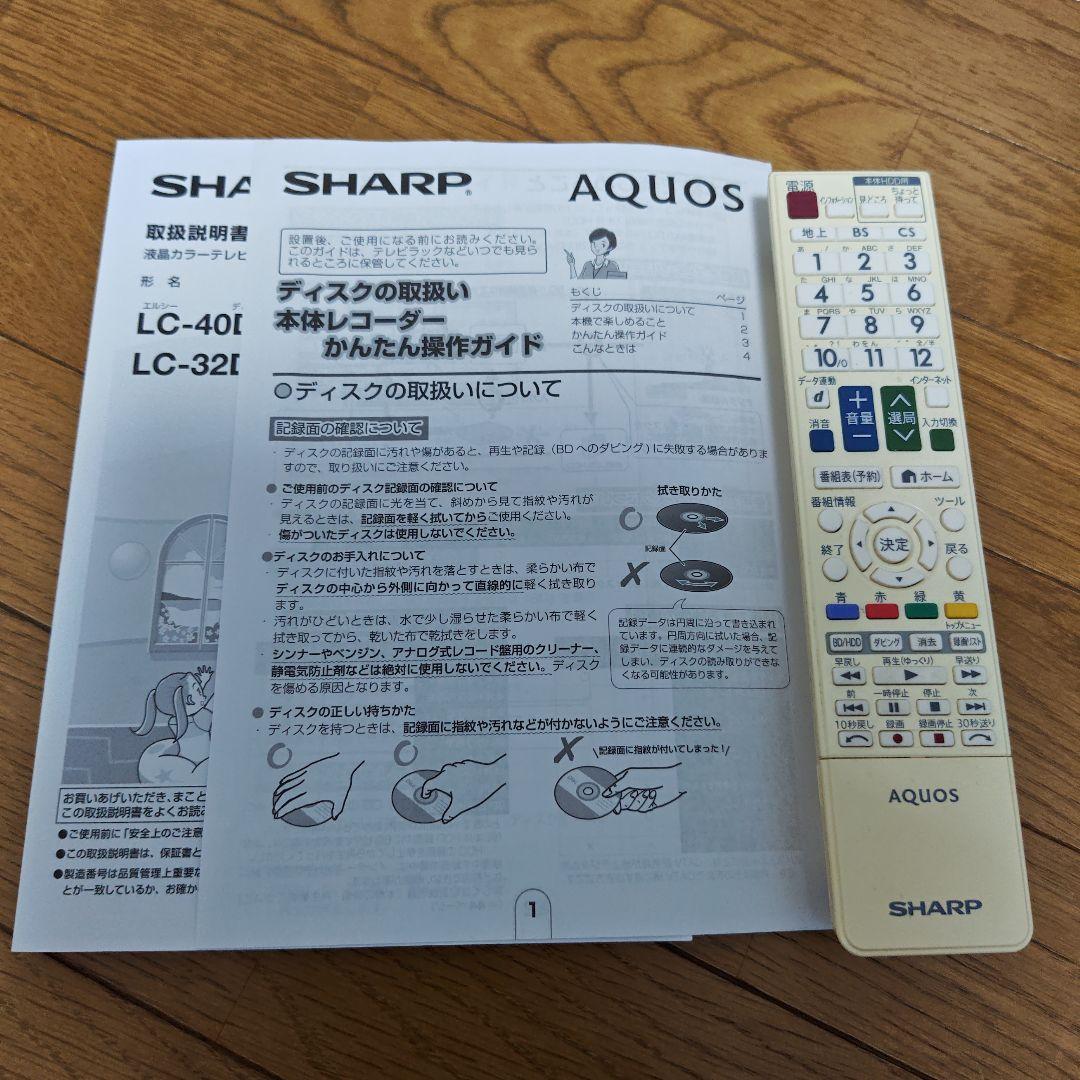 SHA
取扱説明書
液晶カラーテレビ
形 名
エルシー
LC-40D
LC-32D
お買いあげいただき、まこと
この取扱説明書をよくお読み
●ご使用前に「安全上のご注意
●この取扱説明書は、保証書と
●製造番号は品質管理上重要な
とが一致しているか、お確か
SHARP®
AQUOS
設置後、ご使用になる前にお読みください。
このガイドは、テレビラックなどいつでも見ら
れるところに保管してください。
ディスクの取扱い
本体レコーダー
かんたん操作ガイド
もくじ ページ
ディスクの取扱いについて 1
本機で楽しめること 2
かんたん操作ガイド 3
こんなときは 4
○ディスクの取扱いについて
記録面の確認について
・ディスクの記録面に汚れや傷があると、再生や記録（BDへのダビング）に失敗する場合がありま
すので、取り扱いにご注意ください。
● ご使用前のディスク記録面の確認について
・ディスクの記録面に光を当て、斜めから見て指紋や汚れが
見えるときは、記録面を軽く拭いてからご使用ください。
・傷がついたディスクは使用しないでください。
●ディスクのお手入れについて
・ディスクに付いた指紋や汚れを落とすときは、柔らかい布で
ディスクの中心から外側に向かって直線的に軽く拭き取り
ます。
・汚れがひどいときは、水で少し湿らせた柔らかい布で軽く
拭き取ってから、乾いた布で乾拭きをします。
・シンナーやベンジン、アナログ式レコード盤用のクリーナー、
静電気防止剤などは絶対に使用しないでください。ディスク
を傷める原因となります。
拭き取りかた
記録面
記録データは円周に沿って書き込まれ
ています。円周方向に拭いた場合、記
録データに連続的なダメージを与えて
しまい、ディスクの読み取りができな
くなる可能性があります。
● ディスクの正しい持ちかた
・ディスクを持つときは、記録面に指紋や汚れなどが付かないようにご注意ください。
\記録面に指紋が付いてしまった！/
1
電源
本体HDD用
インフォメーション 見どころ ちょっと
待って
地上 BS CS
あ か ABC さ DEF
1 2 3
た GHI な JKL は MNO
4 5 6
ま PQRS や TUV ら WXYZ
7 8 9
わをん 全/半
10/0 11 12
データ連動 インターネット
d
+ 音量 −
選局
消音 入力切換
番組表(予約) ホーム
番組情報 ツール
決定
終了 戻る
青 赤 緑 黄
トップメニュー
BD/HDD ダビング 消去 録画リスト
早戻し 再生(ゆっくり) 早送り
前 一時停止 停止 次
10秒戻し 録画 録画停止 30秒送り
AQUOS
SHARP